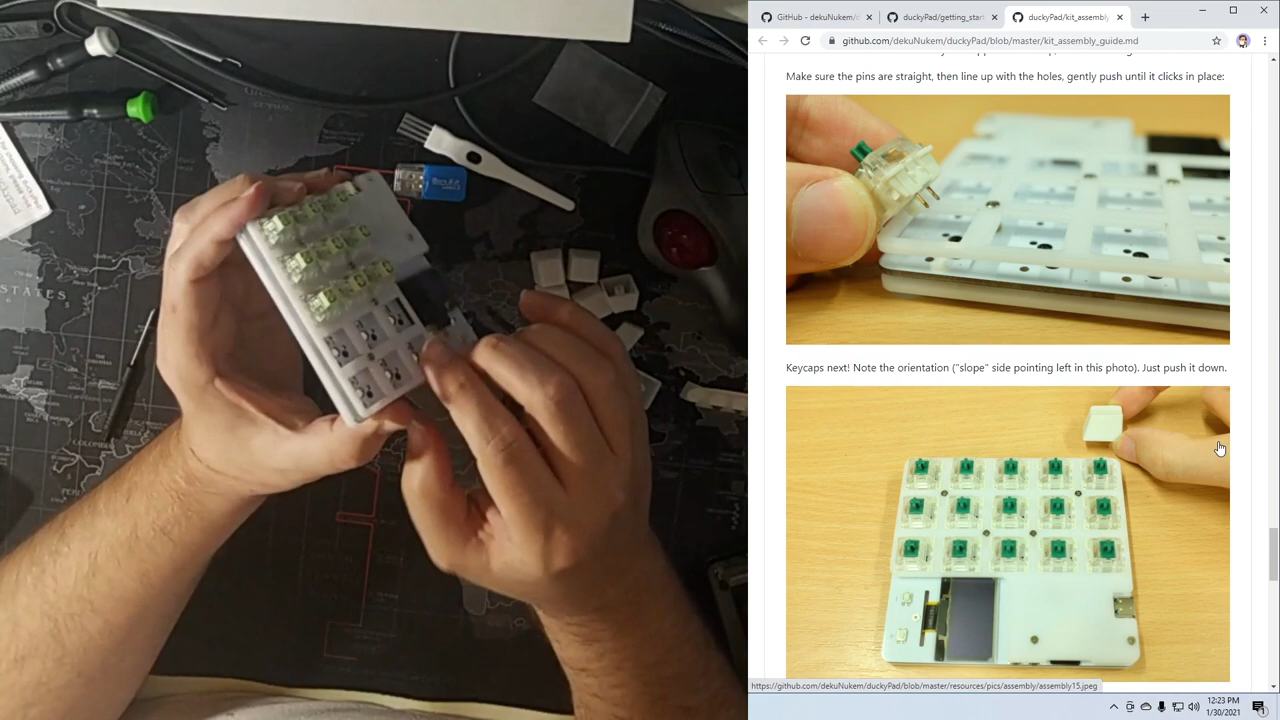 GitHub - dekuNukem/d
duckyPad/getting_start
duckyPad/kit_assembly
github.com/dekuNukem/duckyPad/blob/master/kit_assembly_guide.md
Make sure the pins are straight, then line up with the holes, gently push until it clicks in place:
Keycaps next! Note the orientation ("slope" side pointing left in this photo). Just push it down.
https://github.com/dekuNukem/duckyPad/blob/master/resources/pics/assembly/assembly15.jpeg
12:23 PM
1/30/2021
STATES